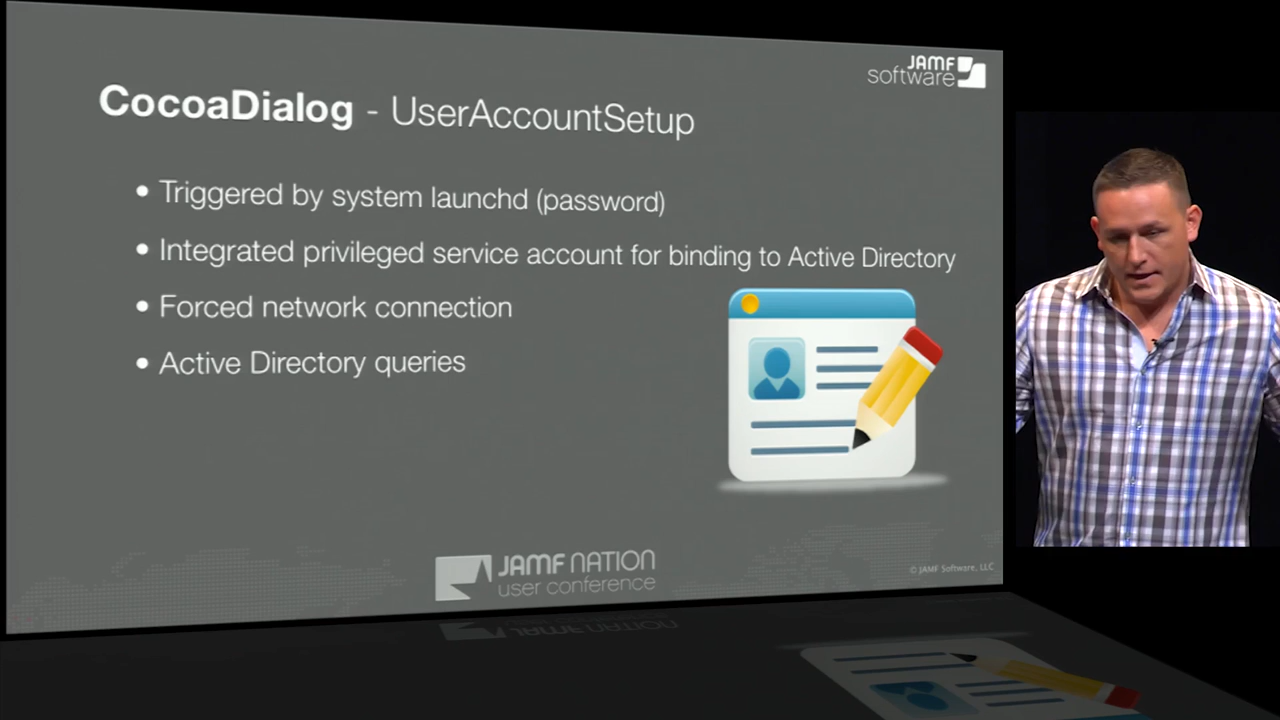 JAMF
software
CocoaDialog - UserAccountSetup
• Triggered by system launchd (password)
• Integrated privileged service account for binding to Active Directory
• Forced network connection
• Active Directory queries
JAMF NATION
user conference
© JAMF Software, LLC